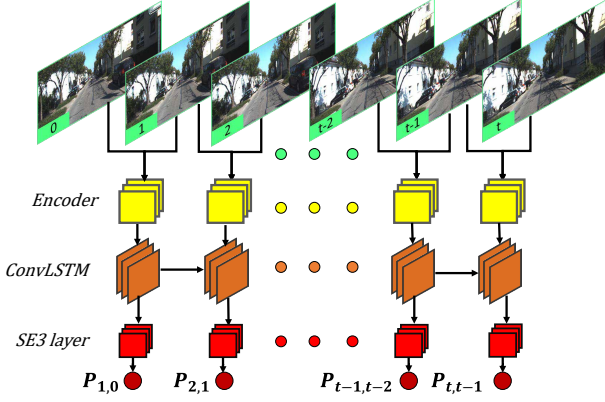 0 1 2 t-2 t-1 t
Encoder
ConvLSTM
SE3 layer
P1,0 P2,1 Pt−1,t−2 Pt,t−1